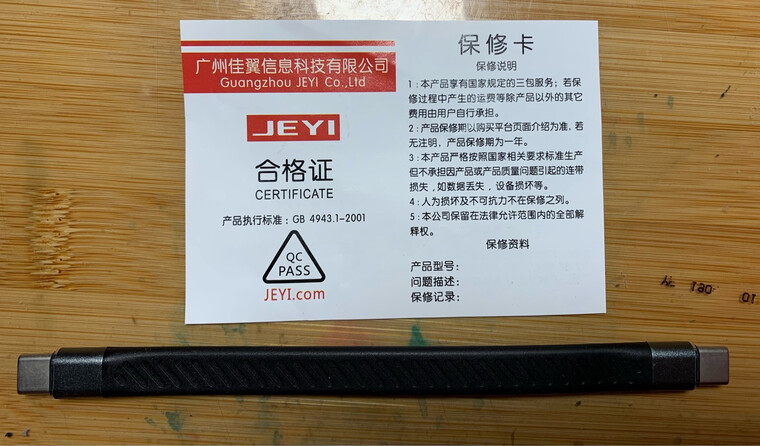 广州佳翼信息科技有限公司
Guangzhou JEYI Co.,Ltd
JEYI
合格证
CERTIFICATE
产品执行标准：GB 4943.1-2001
QC
PASS
JEYI.com
保修卡
保修说明
1：本产品享有国家规定的三包服务；若保
修过程中产生的运费等除产品以外的其它
费用由用户自行承担。
2：产品保修期以购买平台页面介绍为准，若
无注明，产品保修期为一年。
3：本产品严格按照国家相关要求标准生产
但不承担因产品或产品质量问题引起的连带
损失，如数据丢失，设备损坏等。
4：人为损坏及不可抗力不在保修之列。
5：本公司保留在法律允许范围内的全部解
释权。
保修资料
产品型号：
问题描述：
保修记录：
180